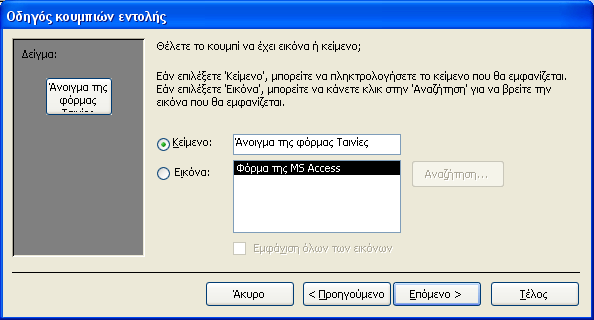 Οδηγός κουμπιών εντολής
Δείγμα:
Άνοιγμα της
φόρμας
Ταινίες
Θέλετε το κουμπί να έχει εικόνα ή κείμενο;
Εάν επιλέξετε 'Κείμενο', μπορείτε να πληκτρολογήσετε το κείμενο που θα εμφανίζεται.
Εάν επιλέξετε 'Εικόνα', μπορείτε να κάνετε κλικ στην 'Αναζήτηση' για να βρείτε την
εικόνα που θα εμφανίζεται.
Κείμενο: Άνοιγμα της φόρμας Ταινίες
Εικόνα: Φόρμα της MS Access Αναζήτηση...
Εμφάνιση όλων των εικόνων
Άκυρο < Προηγούμενο Επόμενο > Τέλος